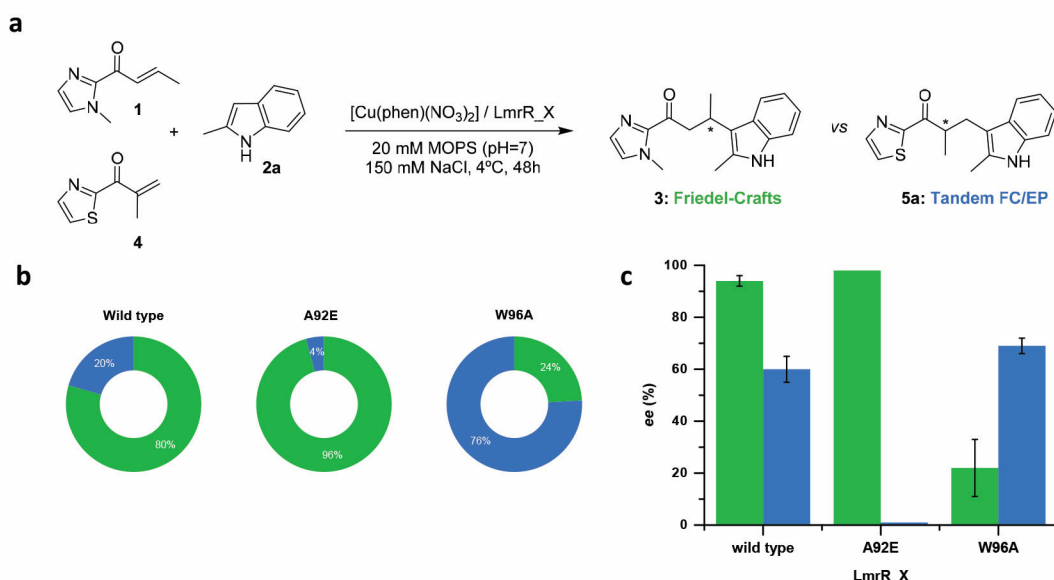 a
O
N
N
1
+
O
N
S
4
N
H
2a
[Cu(phen)(NO3)2] / LmrR_X
20 mM MOPS (pH=7)
150 mM NaCl, 4ºC, 48h
O
N
N
*
NH
3: Friedel-Crafts
vs
O
N
S
*
NH
5a: Tandem FC/EP
b
Wild type
20%
80%
A92E
4%
96%
W96A
24%
76%
c
100
80
60
40
20
0
ee (%)
wild type
A92E
W96A
LmrR_X